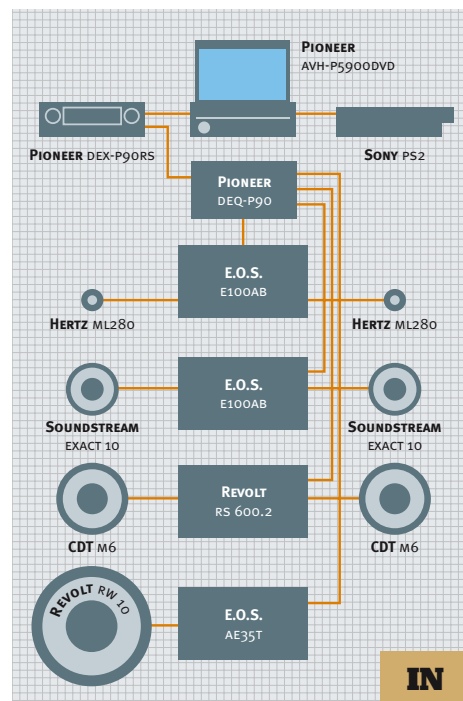 PIONEER
AVH-P5900DVD
PIONEER DEX-P90RS
SONY PS2
PIONEER
DEQ-P90
E.O.S.
E100AB
HERTZ ML280
HERTZ ML280
E.O.S.
E100AB
SOUNDSTREAM
EXACT 10
SOUNDSTREAM
EXACT 10
REVOLT
RS 600.2
CDT M6
CDT M6
REVOLT RW 10
E.O.S.
AE35T
IN